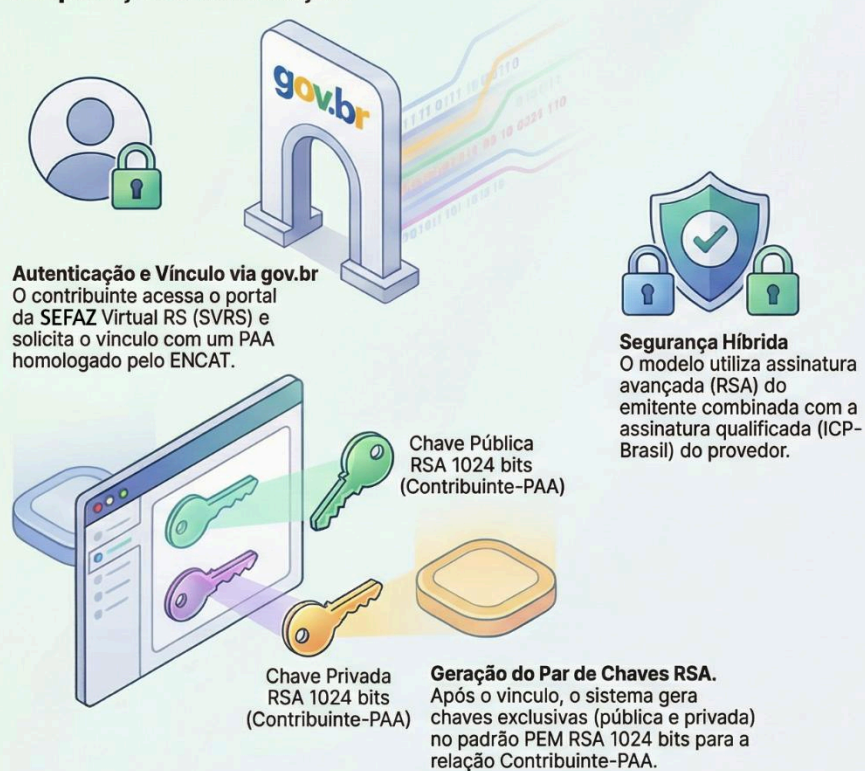 gov.br
Autenticação e Vínculo via gov.br
O contribuinte acessa o portal
da SEFAZ Virtual RS (SVRS) e
solicita o vinculo com um PAA
homologado pelo ENCAT.
Segurança Híbrida
O modelo utiliza assinatura
avançada (RSA) do
emitente combinada com a
assinatura qualificada (ICP-
Brasil) do provedor.
Chave Pública
RSA 1024 bits
(Contribuinte-PAA)
Chave Privada
RSA 1024 bits
(Contribuinte-PAA)
Geração do Par de Chaves RSA.
Após o vinculo, o sistema gera
chaves exclusivas (pública e privada)
no padrão PEM RSA 1024 bits para a
relação Contribuinte-PAA.